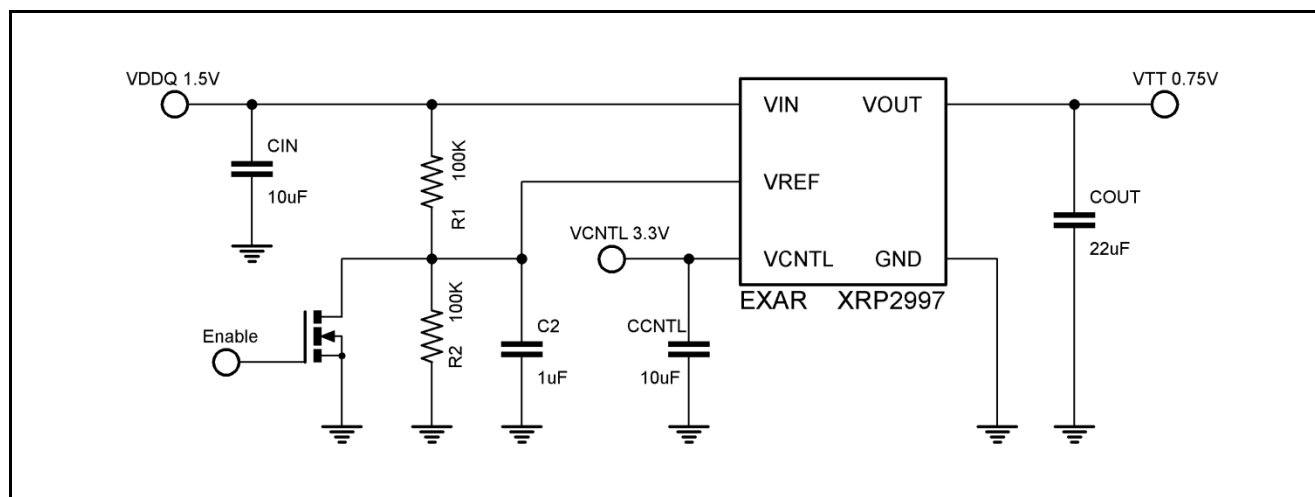 VDDQ 1.5V
VTT 0.75V
VIN
VOUT
CIN
10uF
100K
R1
VREF
COUT
22uF
VCNTL 3.3V
VCNTL
GND
EXAR XRP2997
Enable
100K
R2
C2
1uF
CCNTL
10uF